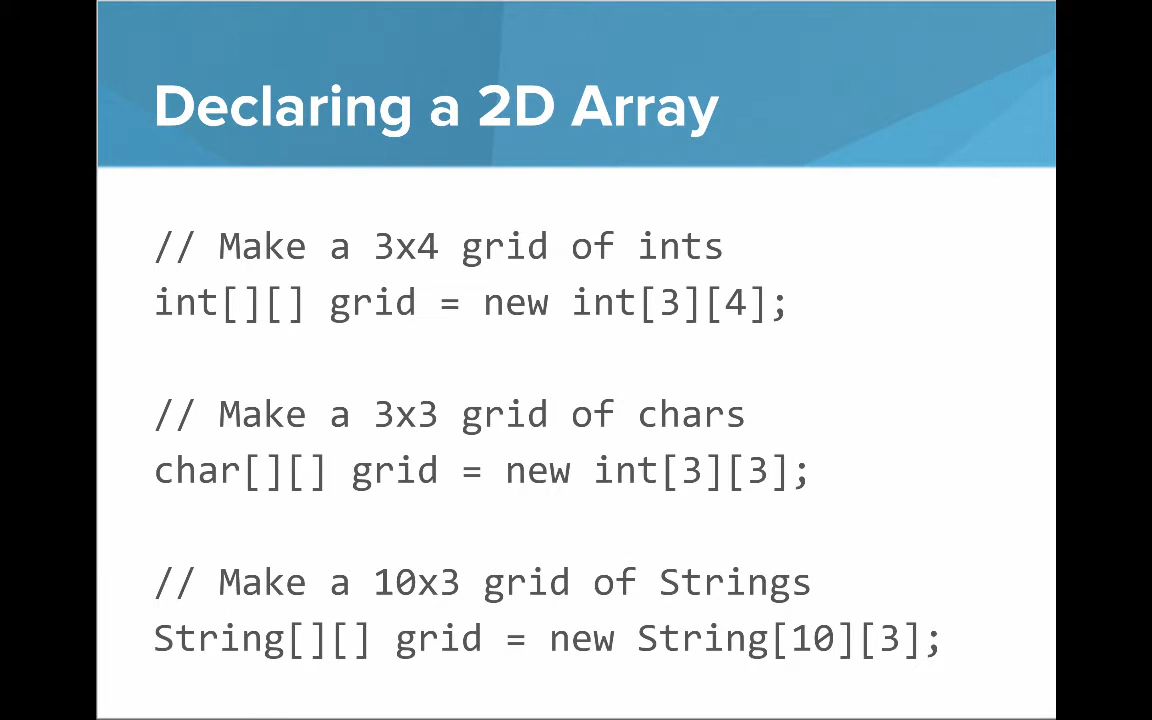 Declaring a 2D Array
// Make a 3x4 grid of ints
int[][] grid = new int[3][4];
// Make a 3x3 grid of chars
char[][] grid = new int[3][3];
// Make a 10x3 grid of Strings
String[][] grid = new String[10][3];